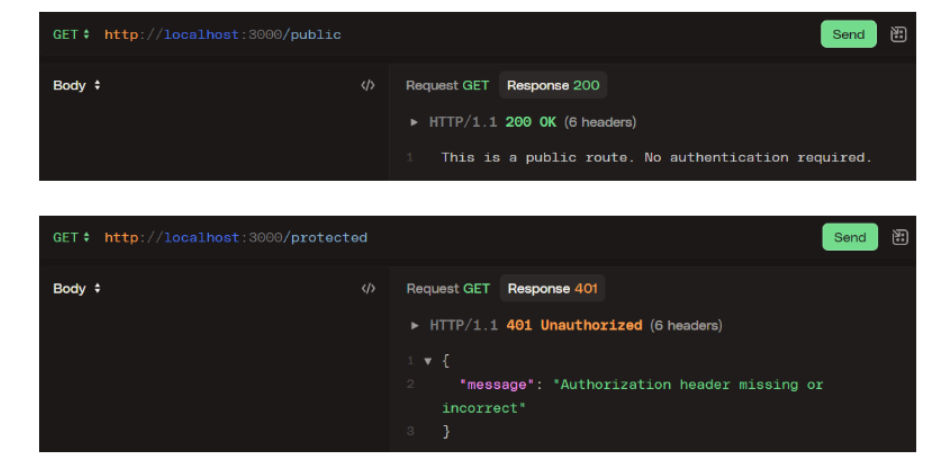 GET http://localhost:3000/public Send
Body </> Request GET Response 200
HTTP/1.1 200 OK (6 headers)
1 This is a public route. No authentication required.
GET http://localhost:3000/protected Send
Body </> Request GET Response 401
HTTP/1.1 401 Unauthorized (6 headers)
1 {
2 "message": "Authorization header missing or
incorrect"
3 }